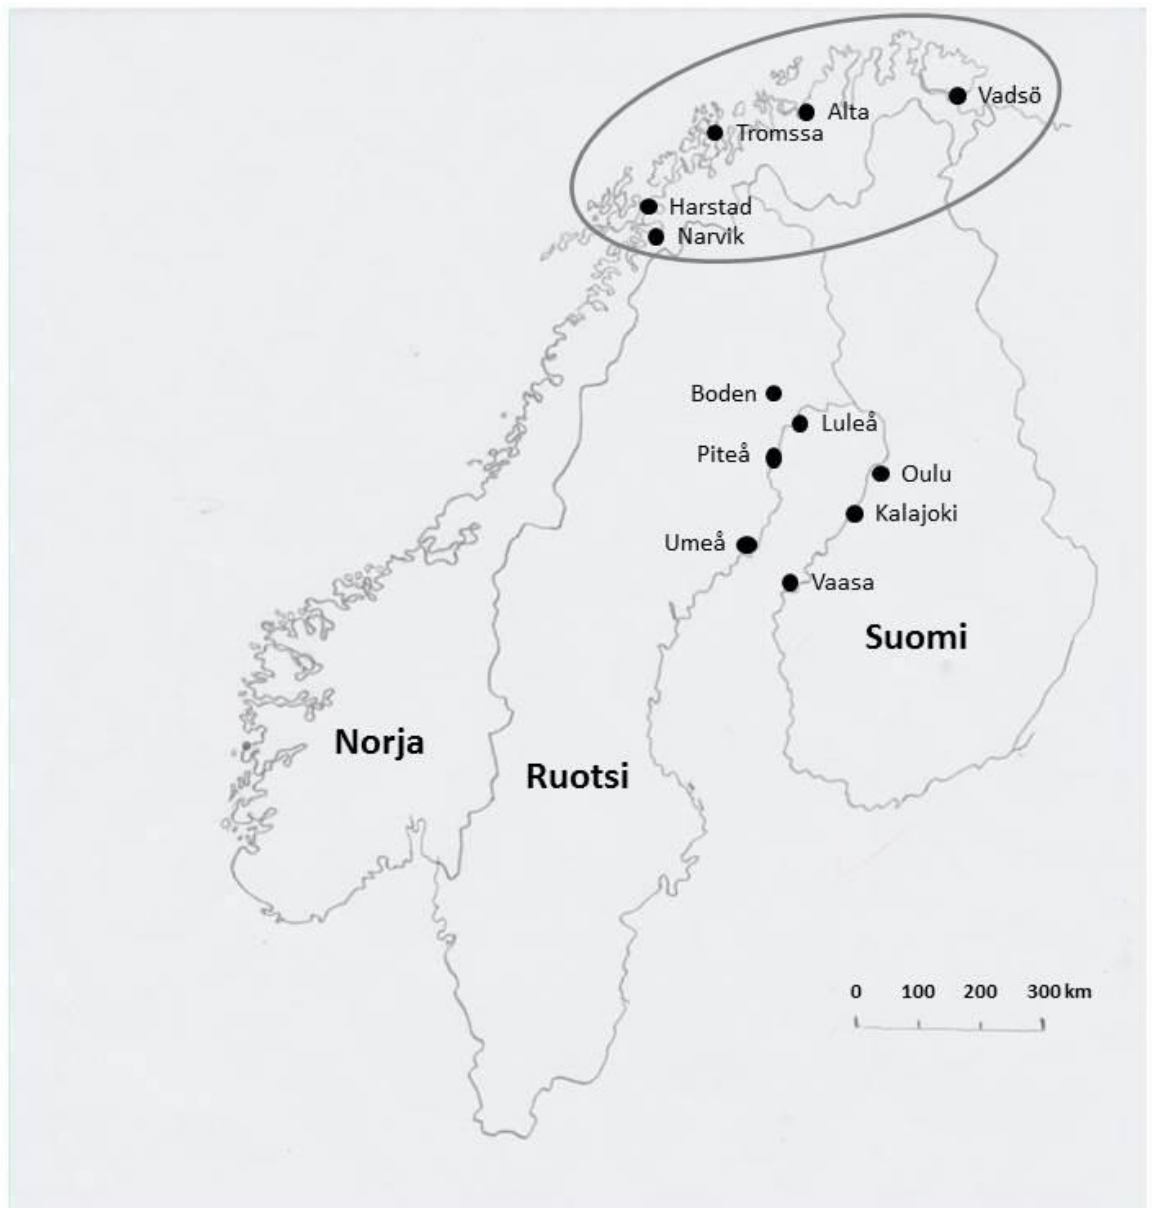 Vadsö
Alta
Tromssa
Harstad
Narvik
Boden
Luleå
Piteå
Oulu
Kalajoki
Umeå
Vaasa
Suomi
Norja
Ruotsi
0 100 200 300 km